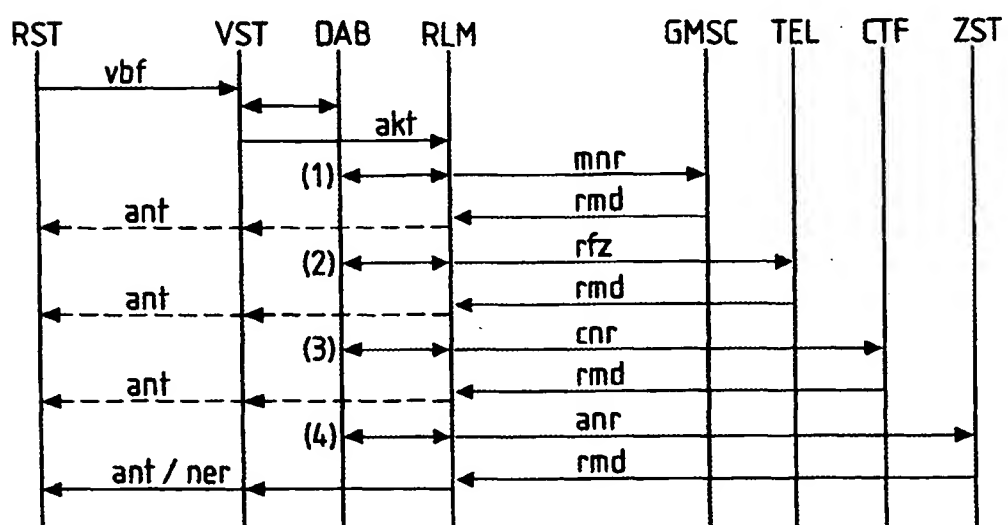 RST VST DAB RLM GMSC TEL CTF ZST
vbf
akt
(1) mnr
ant rmd
(2) rfz
ant rmd
(3) cnr
ant rmd
(4) anr
ant / ner rmd